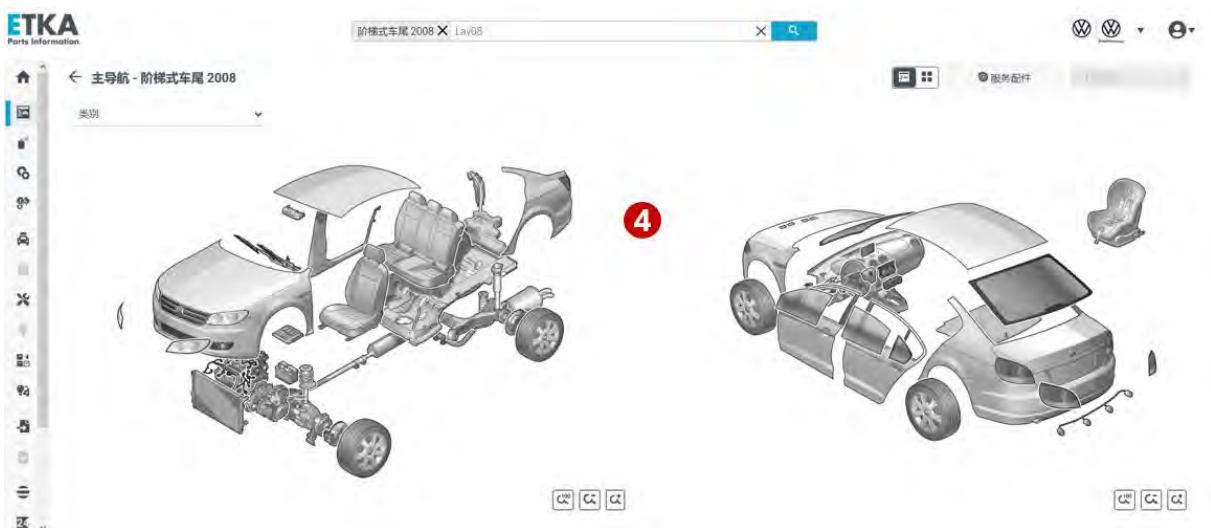 ETKA
Parts Information
阶梯式车尾 2008 X Lav08 X
← 主导航 - 阶梯式车尾 2008
服务配件
类别
4